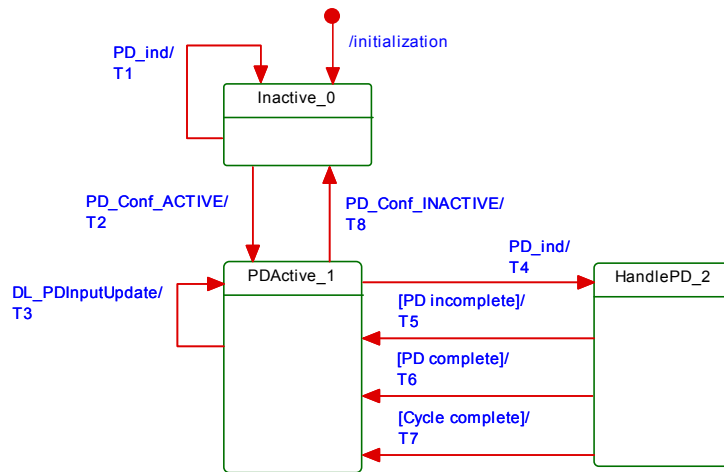 /initialization
PD_ind/
T1
Inactive_0
PD_Conf_ACTIVE/
T2
PD_Conf_INACTIVE/
T8
PDActive_1
DL_PDInputUpdate/
T3
PD_ind/
T4
HandlePD_2
[PD incomplete]/
T5
[PD complete]/
T6
[Cycle complete]/
T7